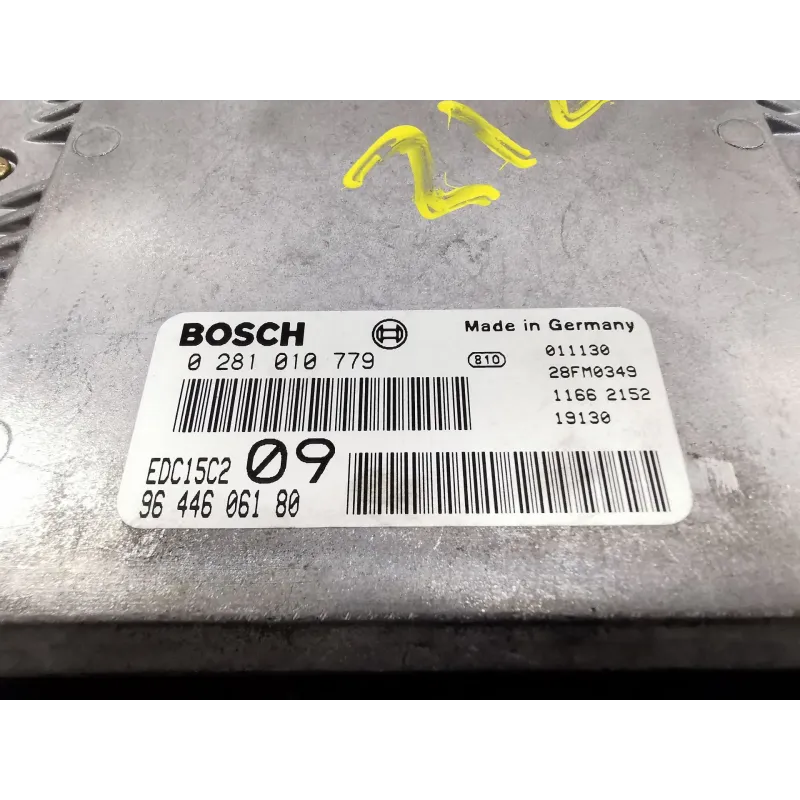 BOSCH
Made in Germany
0 281 010 779
810
011130
28FM0349
1166 2152
19130
EDC15C2 09
96 446 061 80